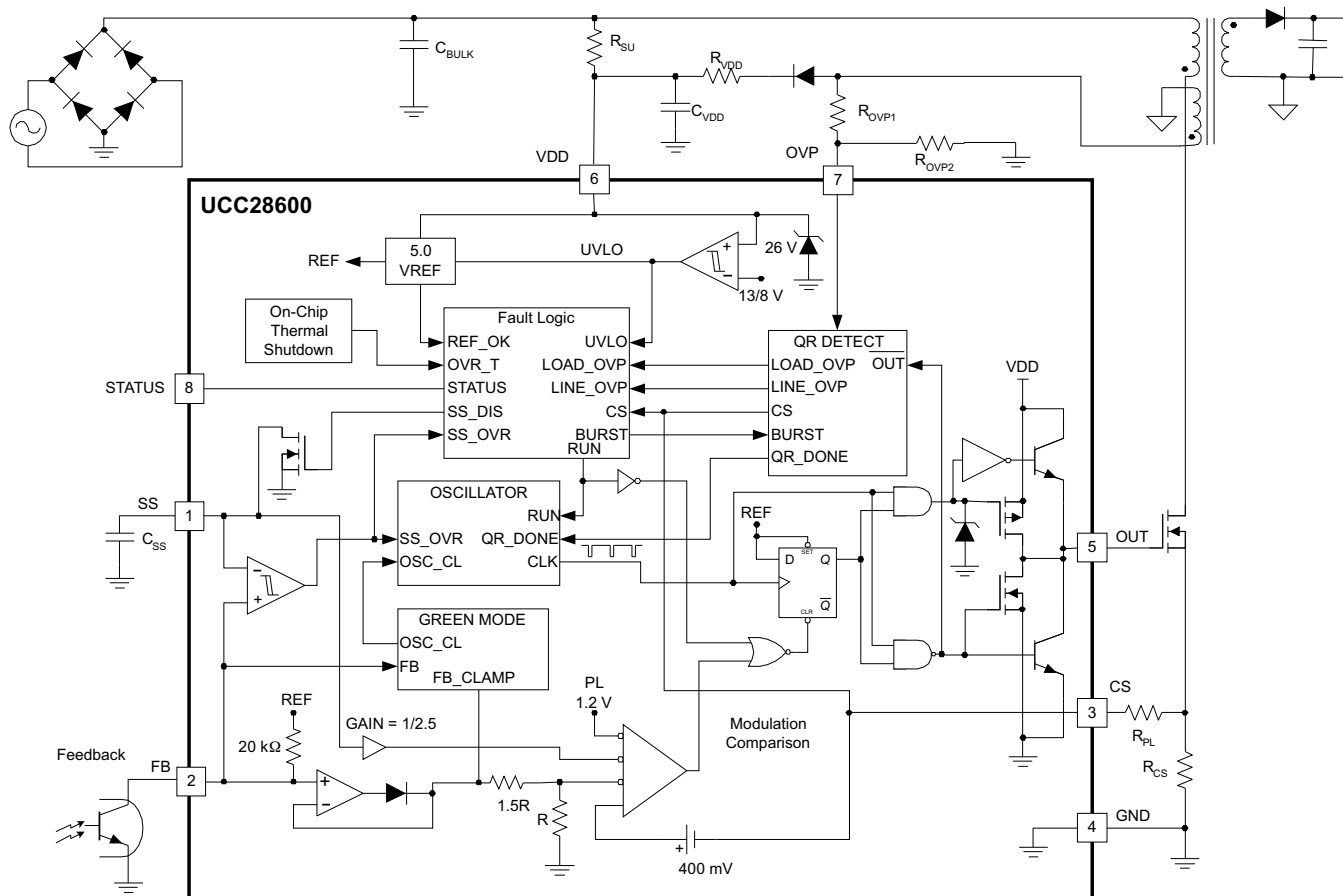 R_SU
C_BULK
R_VDD
C_VDD
R_OVP1
R_OVP2
VDD
OVP
6
7
UCC28600
5.0
VREF
REF
UVLO
26 V
+
−
13/8 V
On-Chip
Thermal
Shutdown
Fault Logic
REF_OK
UVLO
OVR_T
LOAD_OVP
STATUS
LINE_OVP
SS_DIS
CS
SS_OVR
BURST
RUN
QR DETECT
LOAD_OVP
OUT
LINE_OVP
CS
BURST
QR_DONE
VDD
STATUS
8
SS
1
C_SS
−
+
OSCILLATOR
RUN
SS_OVR
QR_DONE
OSC_CL
CLK
REF
SET
D
Q
Q
CLR
5
OUT
GREEN MODE
OSC_CL
FB
FB_CLAMP
REF
20 kΩ
GAIN = 1/2.5
PL
1.2 V
Modulation
Comparison
CS
3
R_PL
R_CS
Feedback
FB
2
+
−
1.5R
R
+
400 mV
GND
4